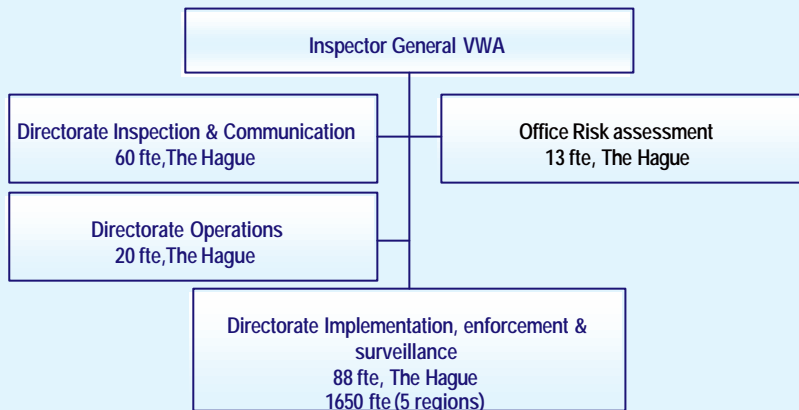 Inspector General VWA
Directorate Inspection & Communication
60 fte,The Hague
Office Risk assessment
13 fte, The Hague
Directorate Operations
20 fte,The Hague
Directorate Implementation, enforcement &
surveillance
88 fte, The Hague
1650 fte (5 regions)